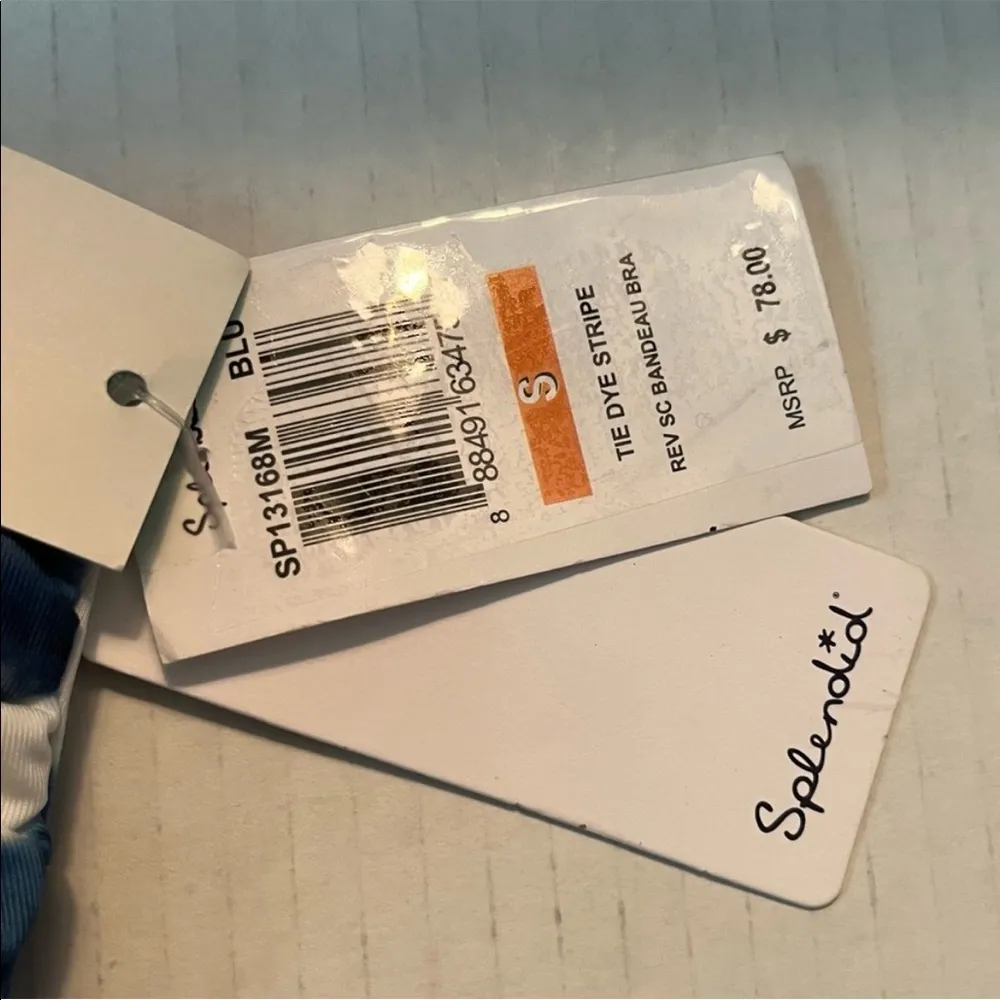 SP13168M BLU
8 88491 6347
S
TIE DYE STRIPE
REV SC BANDEAU BRA
MSRP $ 78.00
Splendid